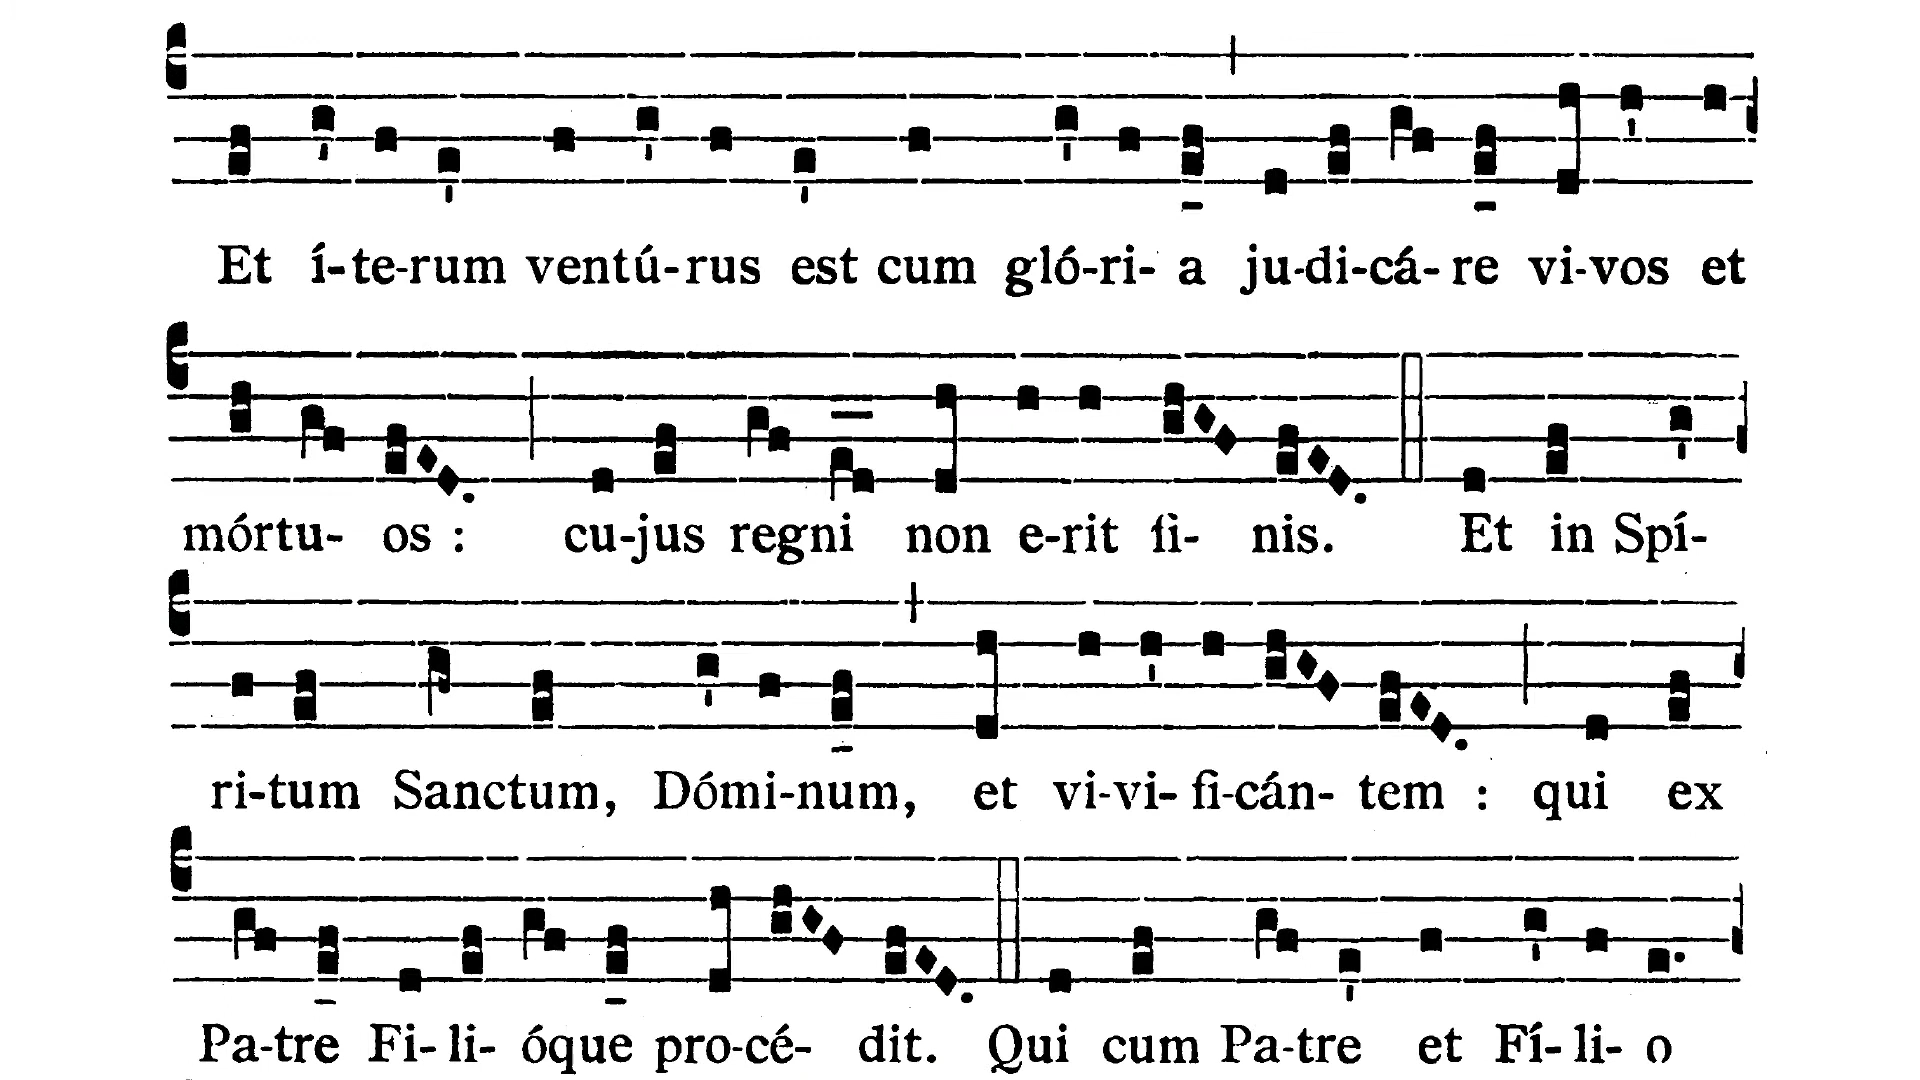 Et í-te-rum ventú-rus est cum gló-ri- a ju-di-cá- re vi-vos et
mórtu- os : cu-jus regni non e-rit fi- nis. Et in Spí-
ri-tum Sanctum, Dómi-num, et vi-vi- fi-cán- tem : qui ex
Pa-tre Fi- li- óque pro-cé- dit. Qui cum Pa-tre et Fí- li- o